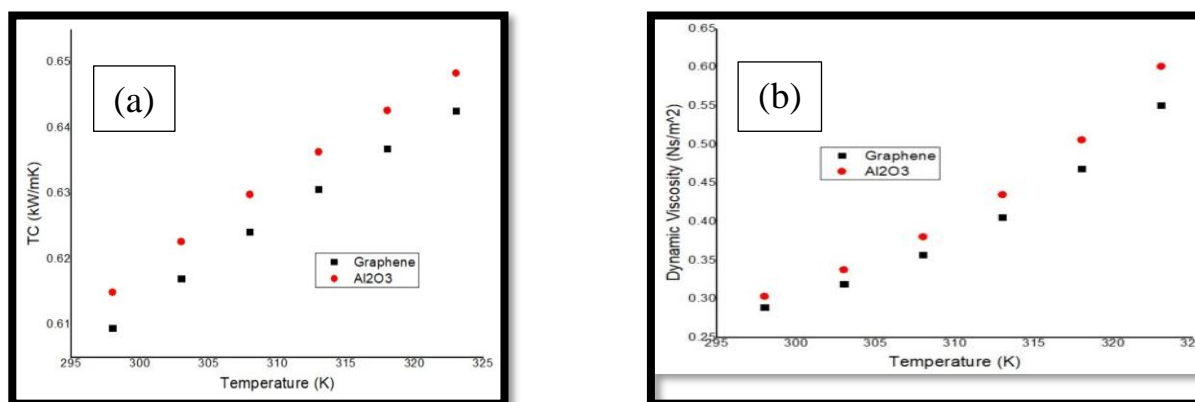 (a)
0.65
0.64
0.63
0.62
0.61
TC (kW/mK)
Graphene
Al2O3
295 300 305 310 315 320 325
Temperature (K)
(b)
0.65
0.60
0.55
0.50
0.45
0.40
0.35
0.30
0.25
Dynamic Viscosity (Ns/m^2)
Graphene
Al2O3
295 300 305 310 315 320 325
Temperature (K)